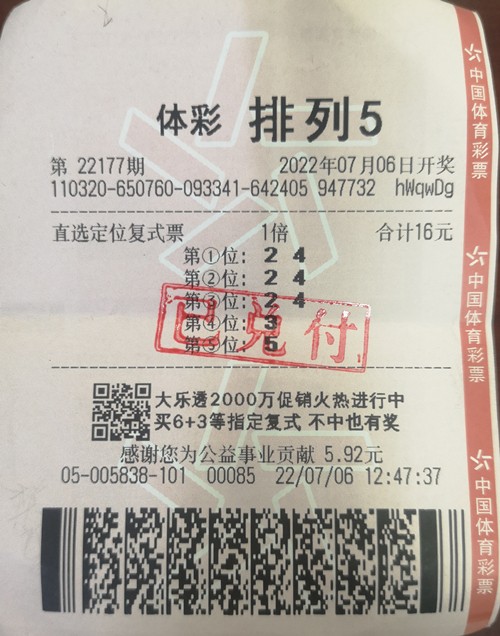 体彩 排列5
第 22177期 2022年07月06日开奖
110320-650760-093341-642405 947732 hWqwDg
直选定位复式票 1倍 合计16元
第①位: 2 4
第②位: 2 4
第③位: 2 4
第④位: 3
第⑤位: 5
已兑付
大乐透2000万促销火热进行中
买6+3等指定复式 不中也有奖
感谢您为公益事业贡献 5.92元
05-005838-101 00085 22/07/06 12:47:37
中国体育彩票
中国体育彩票
中国体育彩票